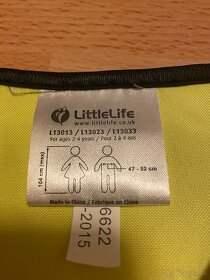 LittleLife
www.littlelife.co.uk
L13013 / L13023 / L13033
For ages 2-4 years / Pour 2 à 4 ans
104 cm (max)
47 - 52 cm
Made in China / Fabriqué en Chine
6622
-2015